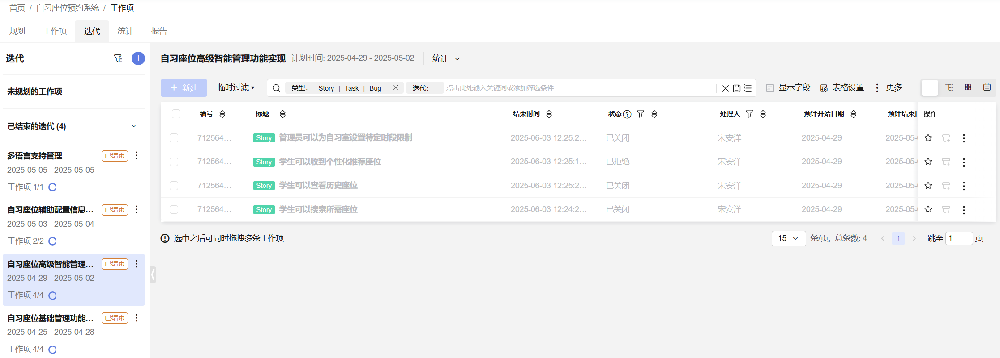 首页 / 自习座位预约系统 / 工作项
规划 工作项 迭代 统计 报告
迭代
未规划的工作项
已结束的迭代 (4)
多语言支持管理 已结束
2025-05-05 - 2025-05-05
工作项 1/1
自习座位辅助配置信息... 已结束
2025-05-03 - 2025-05-04
工作项 2/2
自习座位高级智能管理... 已结束
2025-04-29 - 2025-05-02
工作项 4/4
自习座位基础管理功能... 已结束
2025-04-25 - 2025-04-28
工作项 4/4
自习座位高级智能管理功能实现 计划时间: 2025-04-29 - 2025-05-02 统计
+ 新建 临时过滤 类型: Story | Task | Bug 迭代: 点击此处输入关键词或添加筛选条件 显示字段 表格设置 更多
编号 标题 结束时间 状态 处理人 预计开始日期 预计结束日 操作
712564... Story 管理员可以为自习室设置特定时段限制 2025-06-03 12:25:2... 已关闭 宋安洋 2025-04-29 2025-05-
712564... Story 学生可以收到个性化推荐座位 2025-06-03 12:25:1... 已拒绝 宋安洋 2025-04-29 2025-05-
712564... Story 学生可以查看历史座位 2025-06-03 12:25:2... 已关闭 宋安洋 2025-04-29 2025-05-
712564... Story 学生可以搜索所需座位 2025-06-03 12:24:2... 已关闭 宋安洋 2025-04-29 2025-05-
选中之后可同时拖拽多条工作项
15 条/页, 总条数: 4 1 跳至 1 页